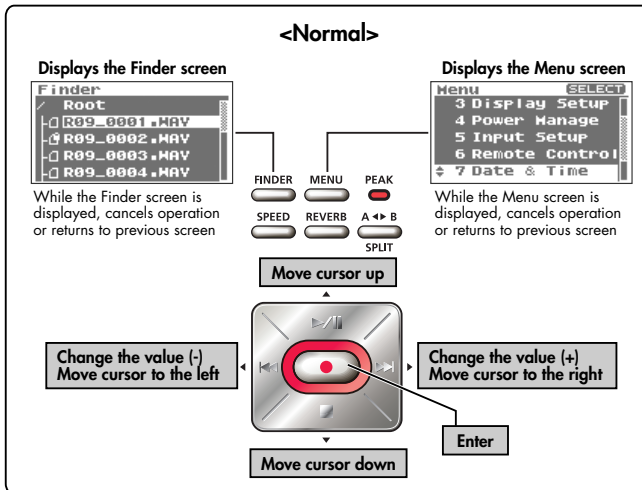 <Normal>
Displays the Finder screen
Finder
Root
R09_0001.WAV
R09_0002.WAV
R09_0003.WAV
R09_0004.WAV
While the Finder screen is
displayed, cancels operation
or returns to previous screen
Displays the Menu screen
Menu SELECT
3 Display Setup
4 Power Manage
5 Input Setup
6 Remote Control
7 Date & Time
While the Menu screen is
displayed, cancels operation
or returns to previous screen
FINDER MENU PEAK
SPEED REVERB A ◂▸ B
SPLIT
Move cursor up
Change the value (-)
Move cursor to the left
Change the value (+)
Move cursor to the right
Enter
Move cursor down